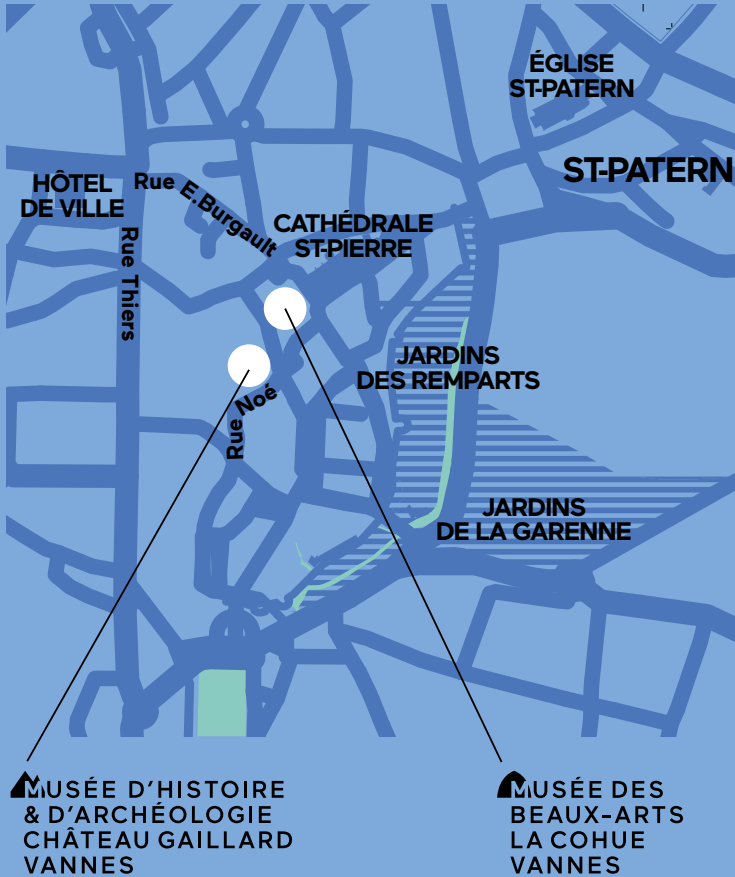 ÉGLISE
ST-PATERN
ST-PATERN
HÔTEL
DE VILLE
Rue E.Burgault
CATHÉDRALE
ST-PIERRE
Rue Thiers
JARDINS
DES REMPARTS
Rue Noé
JARDINS
DE LA GARENNE
MUSÉE D'HISTOIRE
& D'ARCHÉOLOGIE
CHÂTEAU GAILLARD
VANNES
MUSÉE DES
BEAUX-ARTS
LA COHUE
VANNES